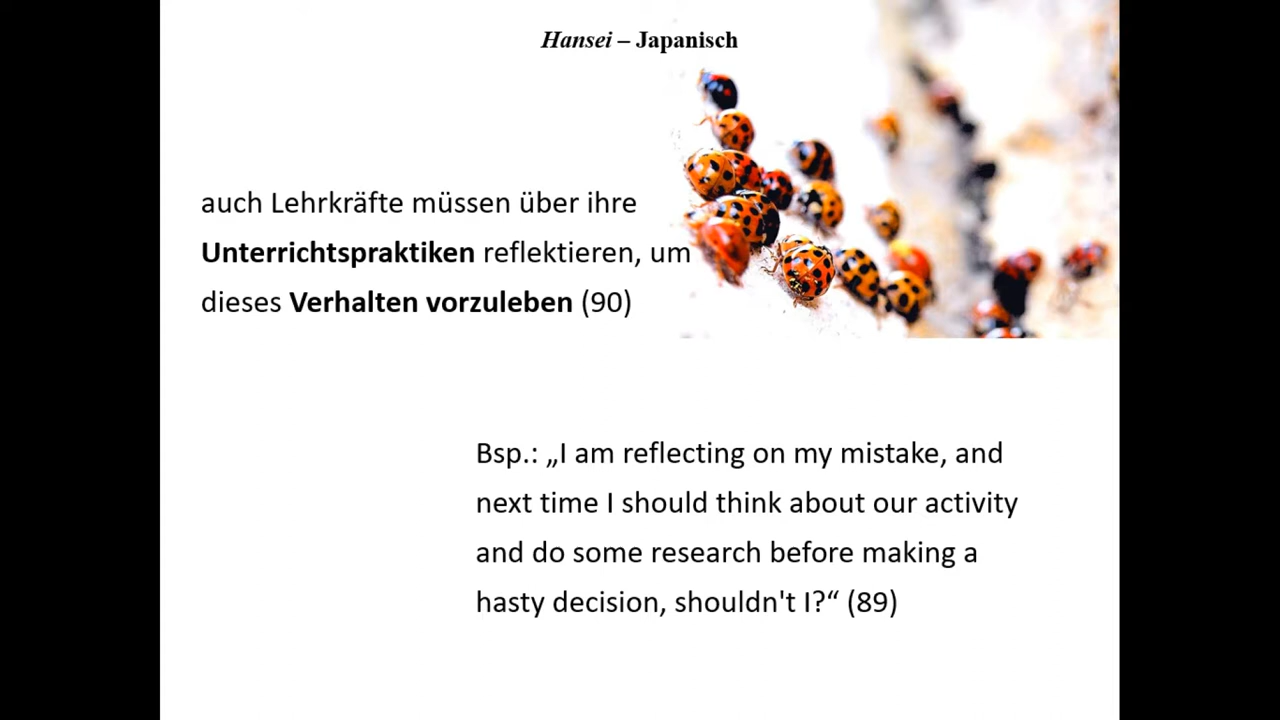 Hansei – Japanisch
auch Lehrkräfte müssen über ihre
Unterrichtspraktiken reflektieren, um
dieses Verhalten vorzuleben (90)
Bsp.: „I am reflecting on my mistake, and
next time I should think about our activity
and do some research before making a
hasty decision, shouldn't I?“ (89)